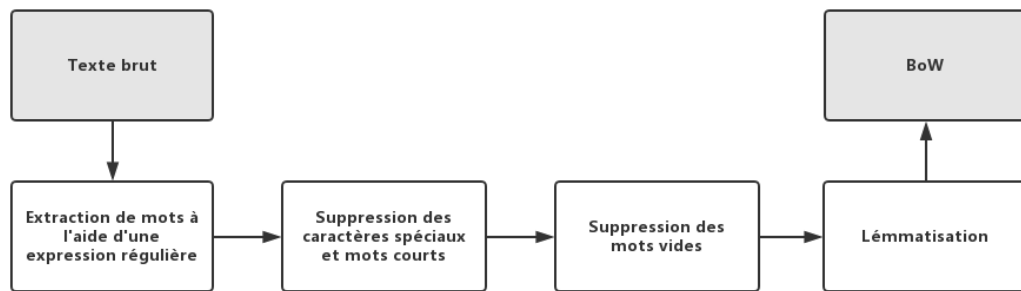 Texte brut
BoW
Extraction de mots à
l'aide d'une
expression régulière
Suppression des
caractères spéciaux
et mots courts
Suppression des
mots vides
Lémmatisation